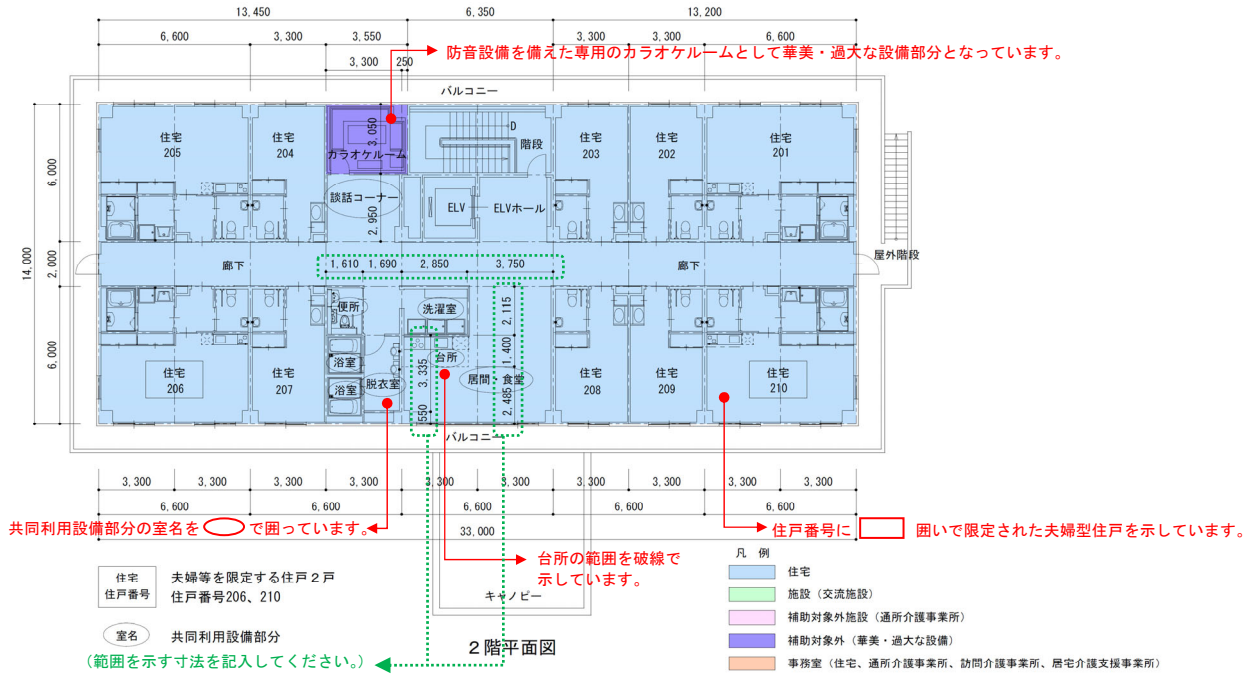 13,450 6,350 13,200
6,600 3,300 3,550 3,300 6,600
防音設備を備えた専用のカラオケルームとして華美・過大な設備部分となっています。
3,300 250
バルコニー
住宅
205
住宅
204
3,050
カラオケルーム
D
階段
住宅
203
住宅
202
住宅
201
6,000
談話コーナー
2,950
ELV
ELVホール
14,000
2,000
廊下
1,610 1,690 2,850 3,750
廊下
屋外階段
便所
洗濯室
2,115
6,000
浴室
台所
1,400
3,335
住宅
206
住宅
207
浴室
脱衣室
居間・食堂
住宅
208
住宅
209
住宅
210
550
2,485
バルコニー
3,300 3,300 3,300 3,300 3,300 3,300 3,300 3,300 3,300 3,300
6,600 6,600 6,600 6,600 6,600
33,000
共同利用設備部分の室名を で囲っています。
住戸番号に 囲いで限定された夫婦型住戸を示しています。
台所の範囲を破線で
示しています。
凡 例
住宅
施設（交流施設）
補助対象外施設（通所介護事業所）
補助対象外（華美・過大な設備）
事務室（住宅、通所介護事業所、訪問介護事業所、居宅介護支援事業所）
住宅
住戸番号
夫婦等を限定する住戸２戸
住戸番号206、210
キャノピー
室名
共同利用設備部分
２階平面図
（範囲を示す寸法を記入してください。）